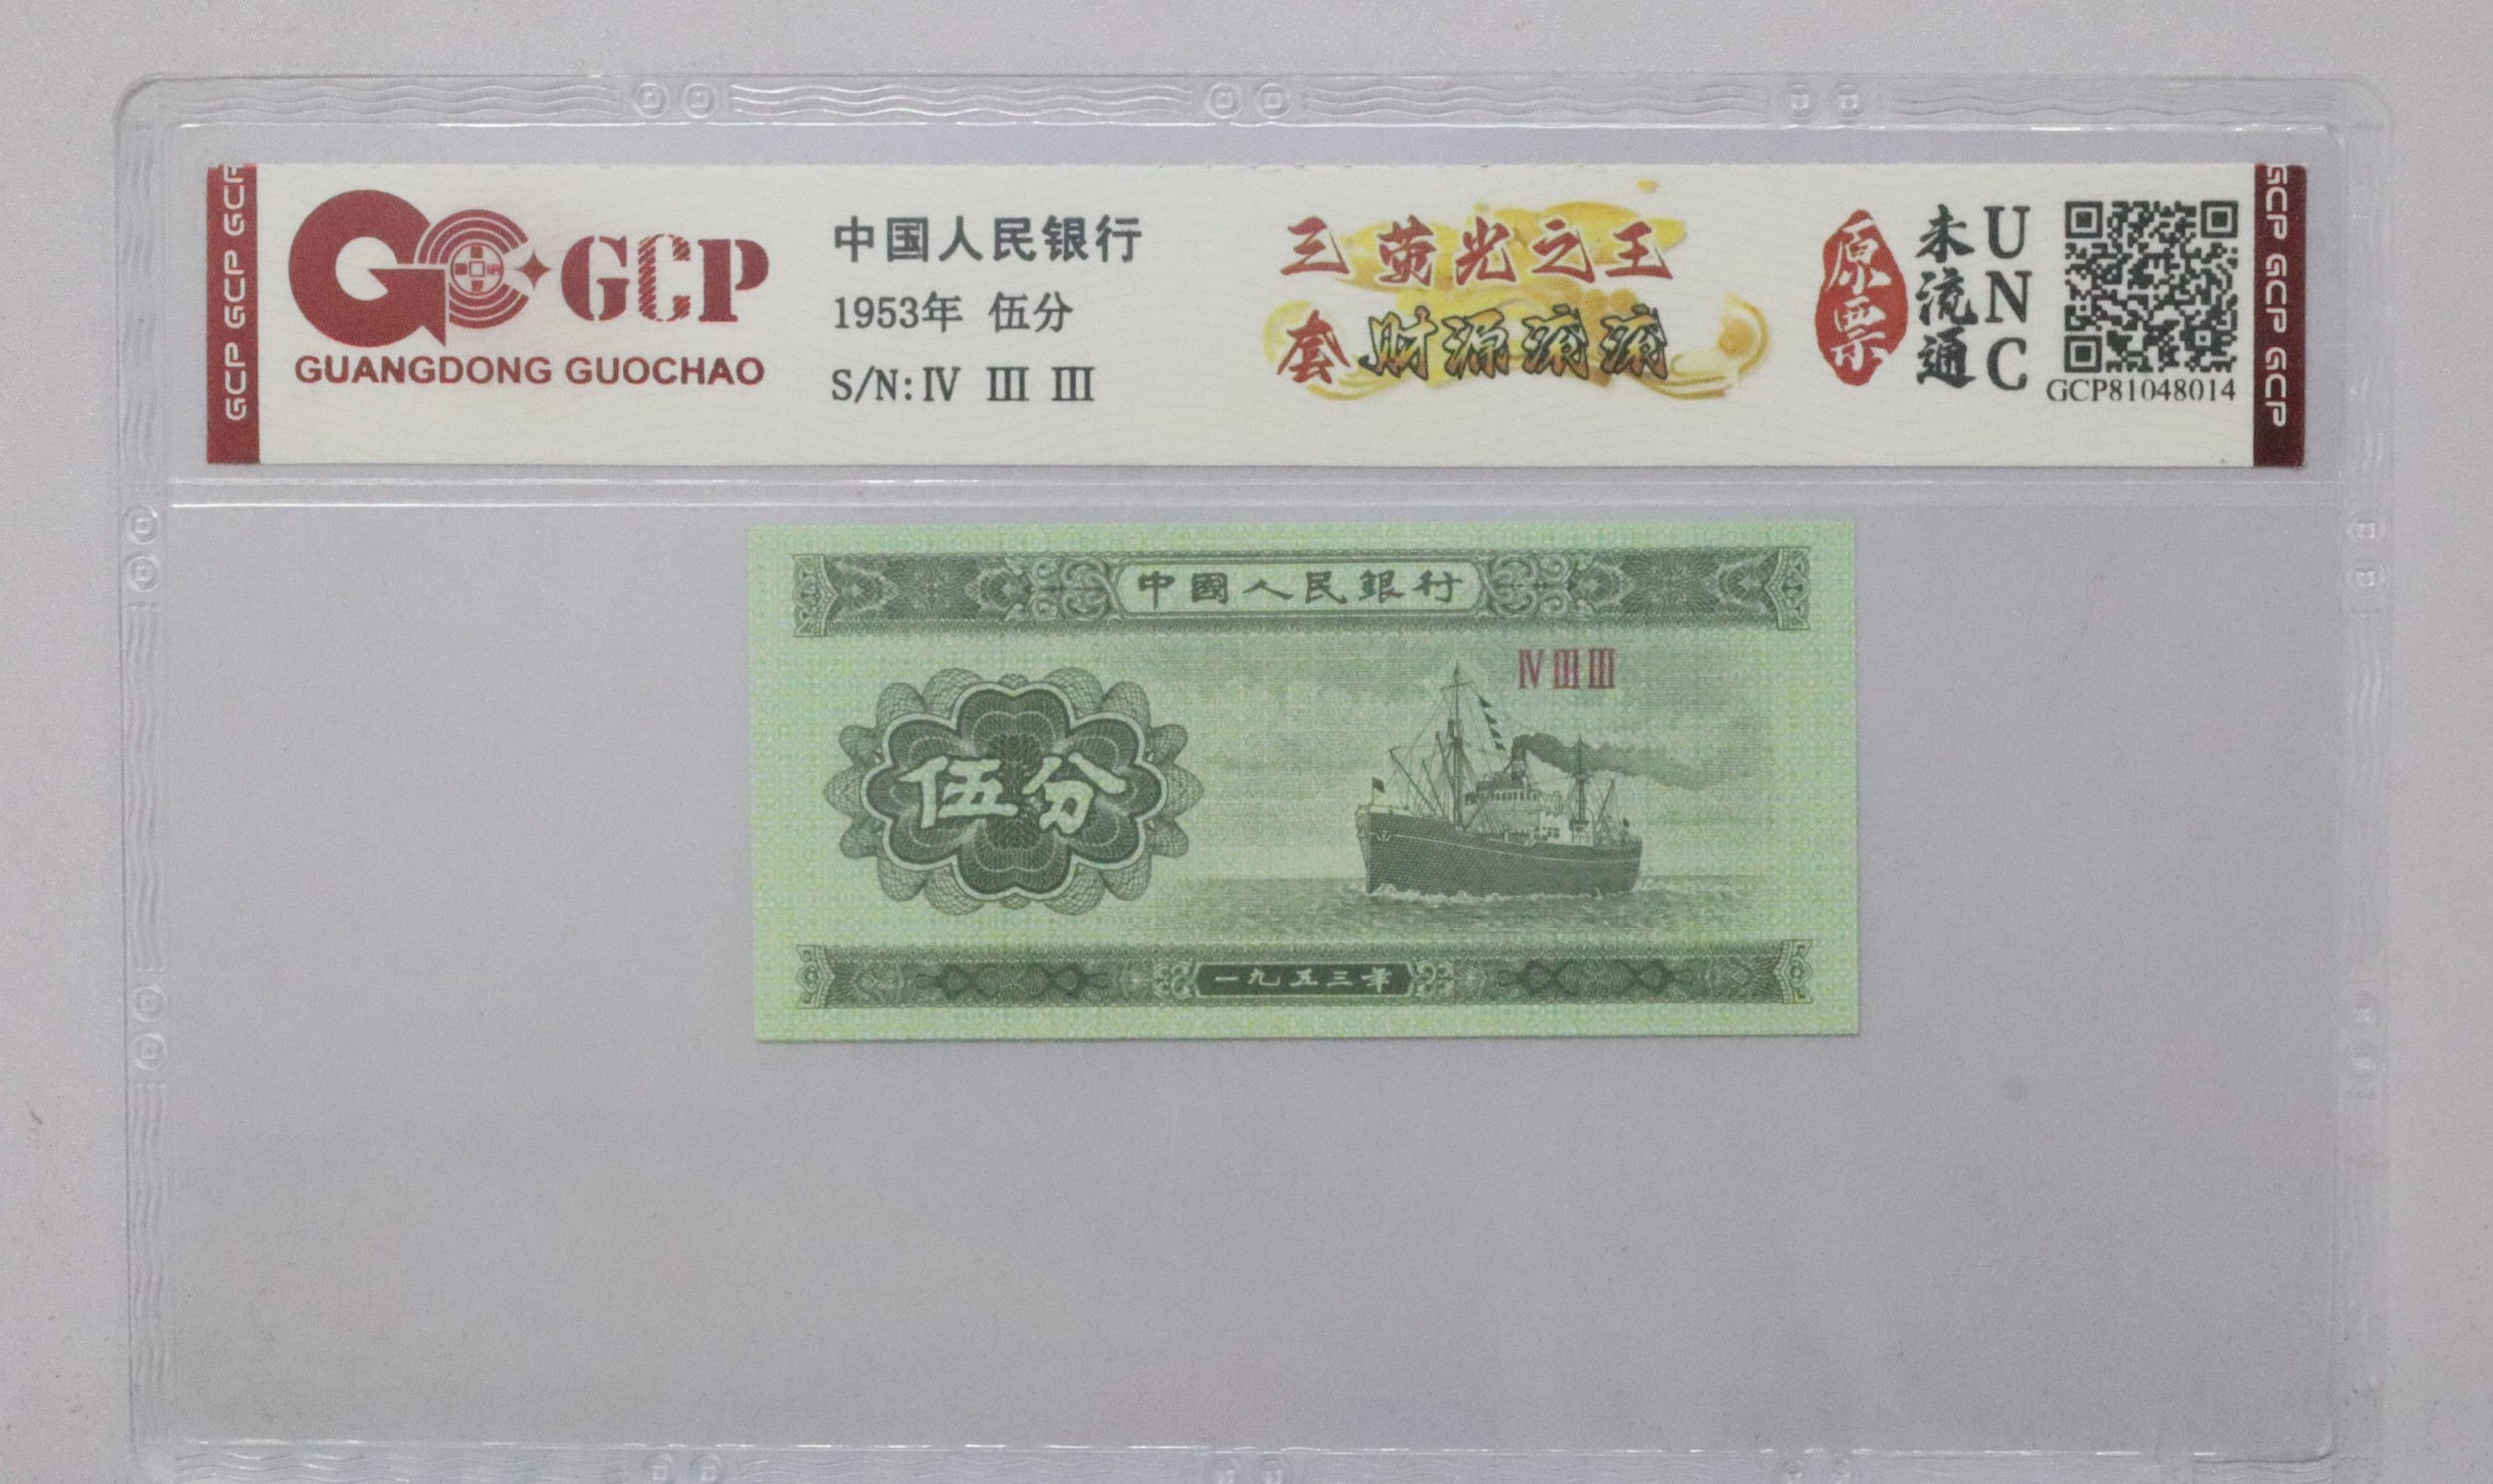 GCP GCP GCP
GCP
GUANGDONG GUOCHAO
中国人民银行
1953年 伍分
S/N: IV III III
三荧光之王
套财源滚滚
原票
未流通
UNC
GCP81048014
GCP GCP GCP
中國人民銀行
IV III III
伍分
一九五三年